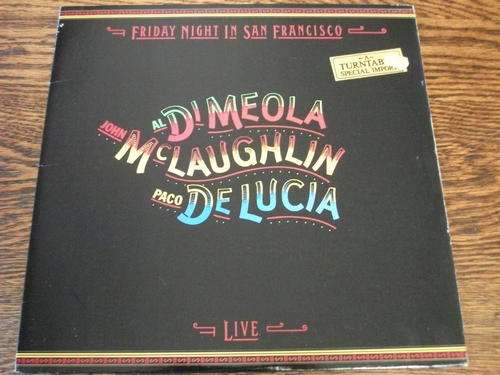 FRIDAY NIGHT IN SAN FRANCISCO
A
TURNTAB
SPECIAL IMPOR
AL DI MEOLA
JOHN MCLAUGHLIN
PACO DE LUCIA
LIVE